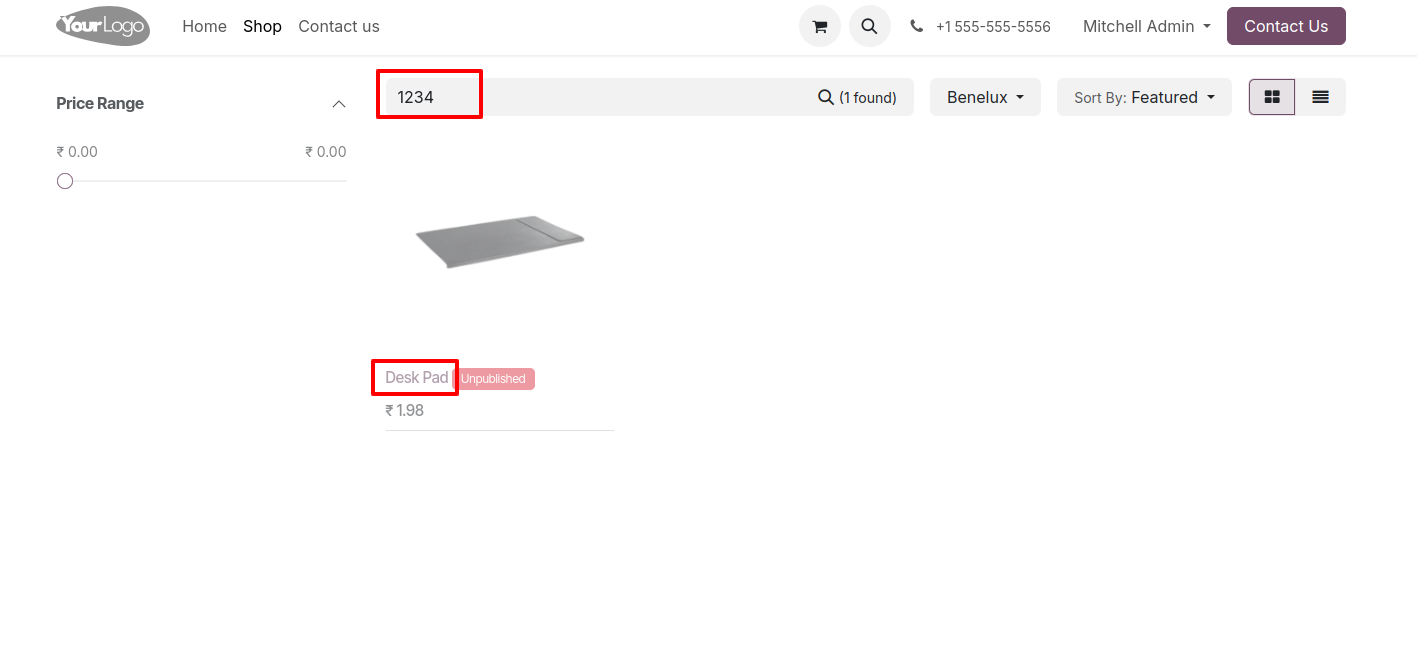 YourLogo
Home Shop Contact us
+1 555-555-5556
Mitchell Admin
Contact Us
Price Range
₹ 0.00 ₹ 0.00
1234
(1 found)
Benelux
Sort By: Featured
Desk Pad Unpublished
₹ 1.98